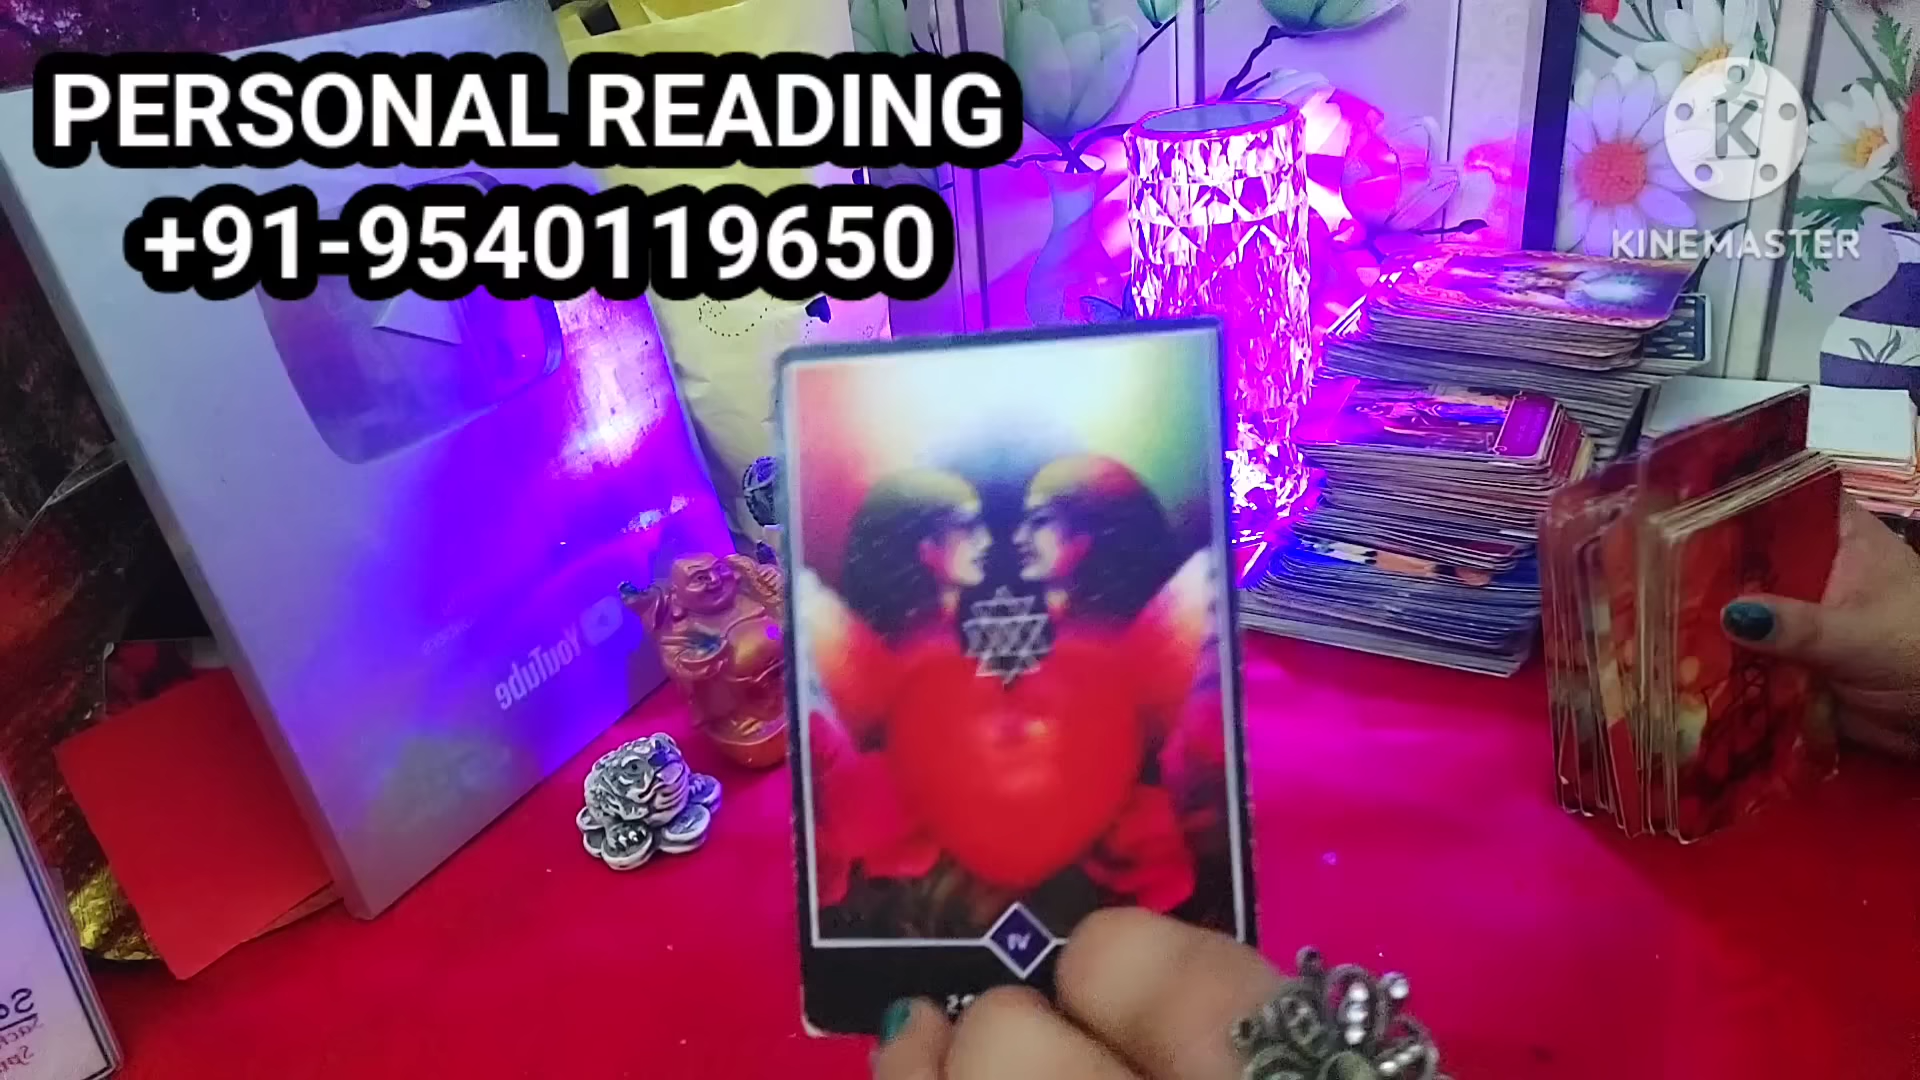 PERSONAL READING
+91-9540119650
K
KINEMASTER
YouTube